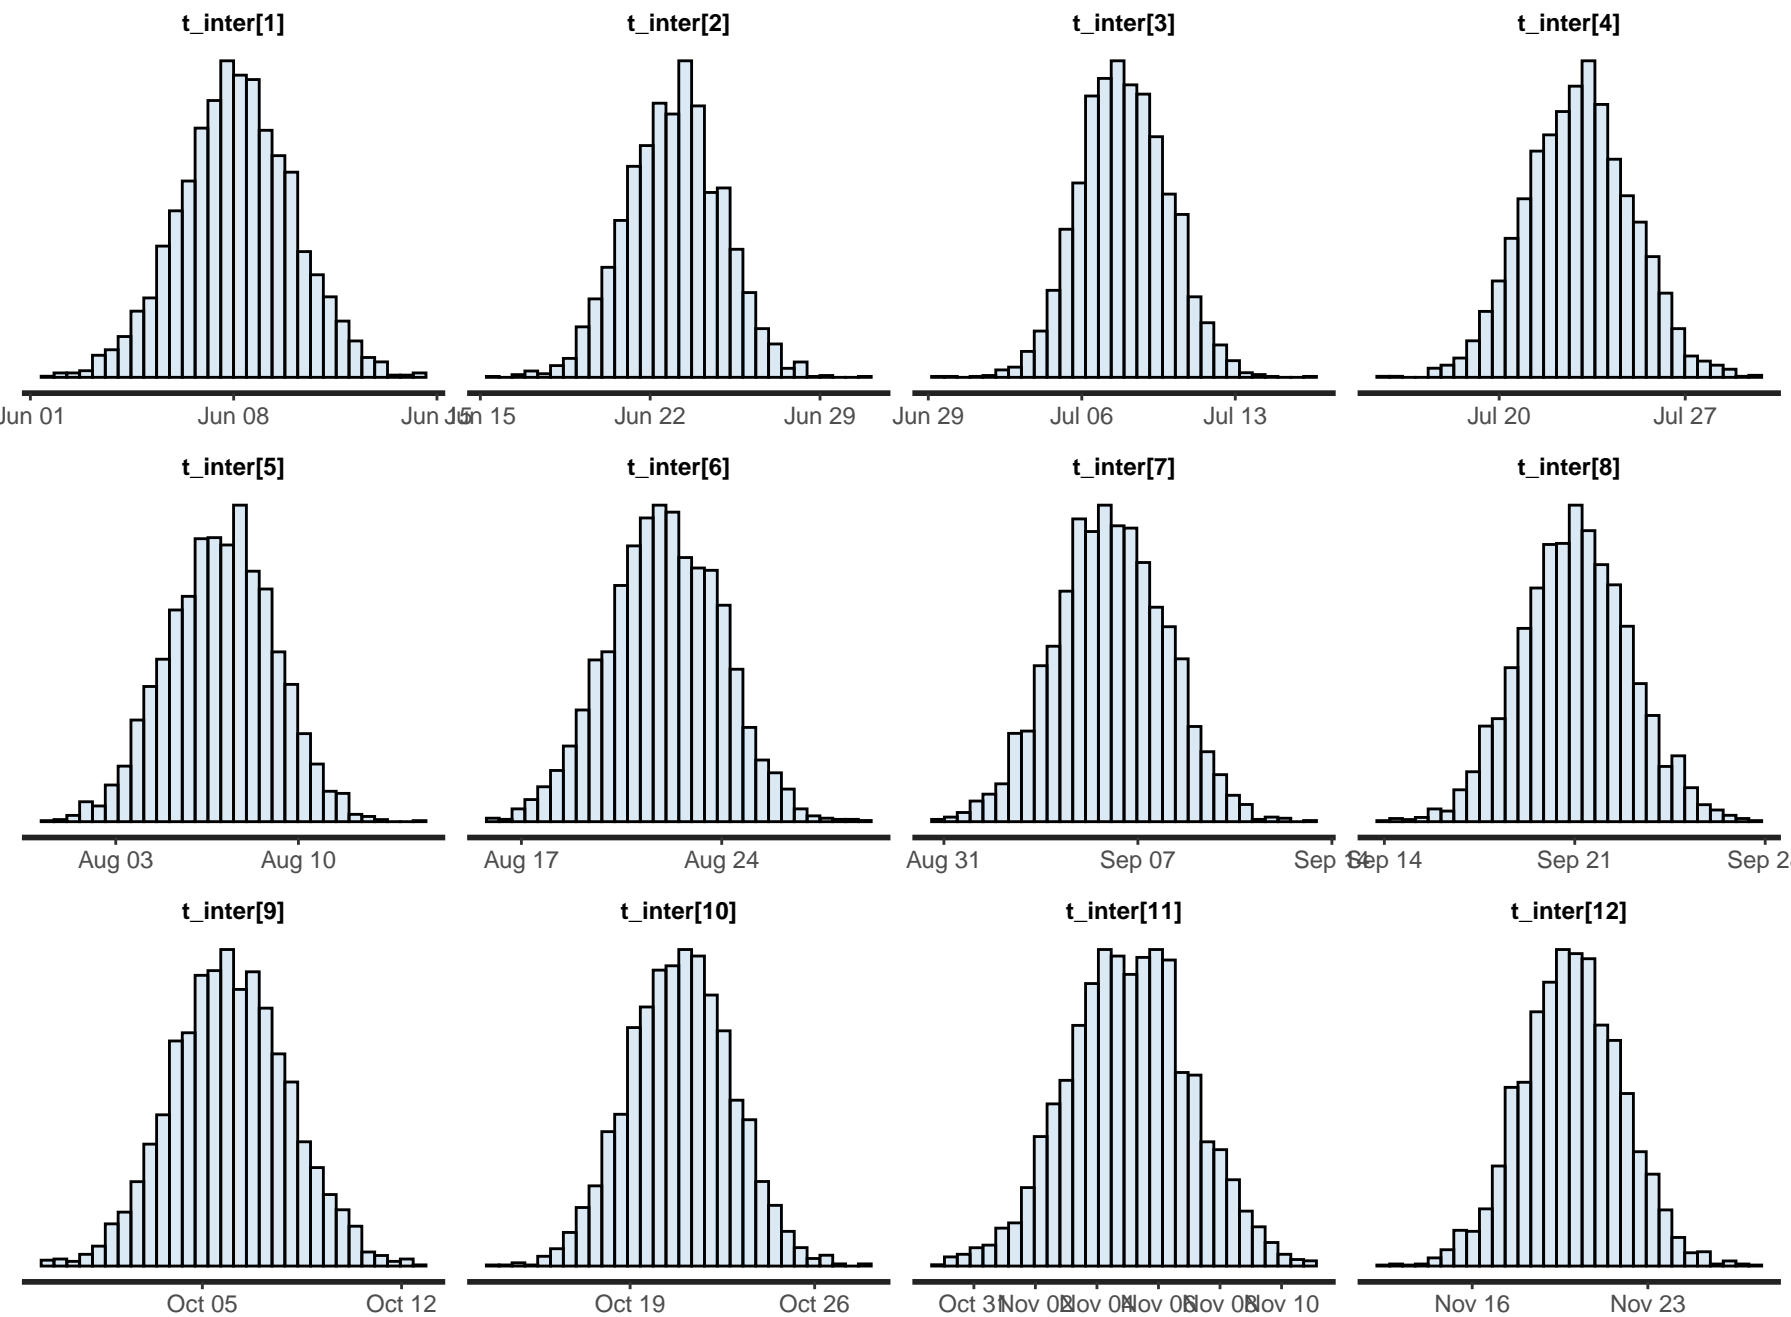 t_inter[1] t_inter[2] t_inter[3] t_inter[4]
Jun 01 Jun 08 Jun 15 Jun 15 Jun 22 Jun 29 Jun 29 Jul 06 Jul 13 Jul 20 Jul 27
t_inter[5] t_inter[6] t_inter[7] t_inter[8]
Aug 03 Aug 10 Aug 17 Aug 24 Aug 31 Sep 07 Sep 14 Sep 14 Sep 21 Sep 2
t_inter[9] t_inter[10] t_inter[11] t_inter[12]
Oct 05 Oct 12 Oct 19 Oct 26 Oct 31 Nov 02 Nov 04 Nov 06 Nov 08 Nov 10 Nov 16 Nov 23